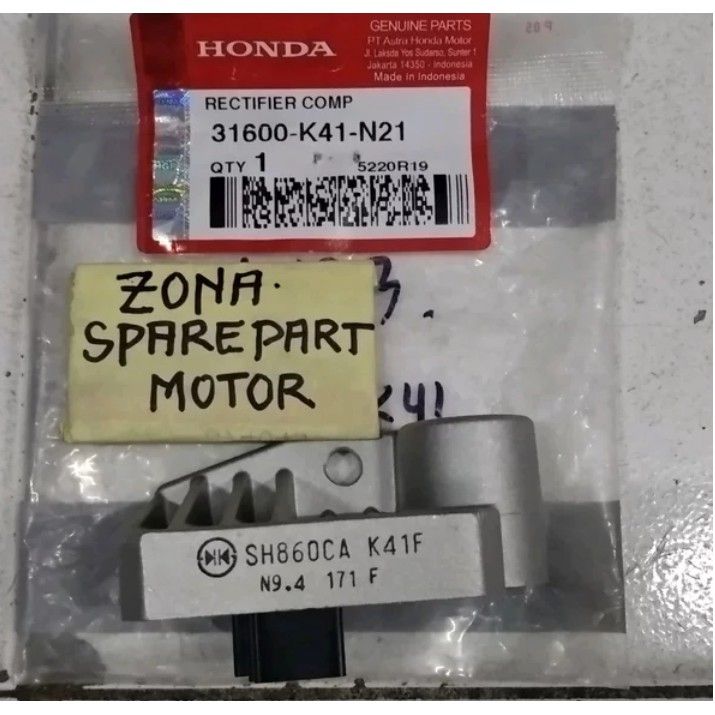 HONDA
GENUINE PARTS
PT Astra Honda Motor
Jl. Laksda Yos Sudarso, Sunter 1
Jakarta 14350 - Indonesia
Made in Indonesia
RECTIFIER COMP
31600-K41-N21
QTY 1
5220R19
ZONA.
SPAREPART
MOTOR
K41
SH860CA K41F
N9.4 171 F